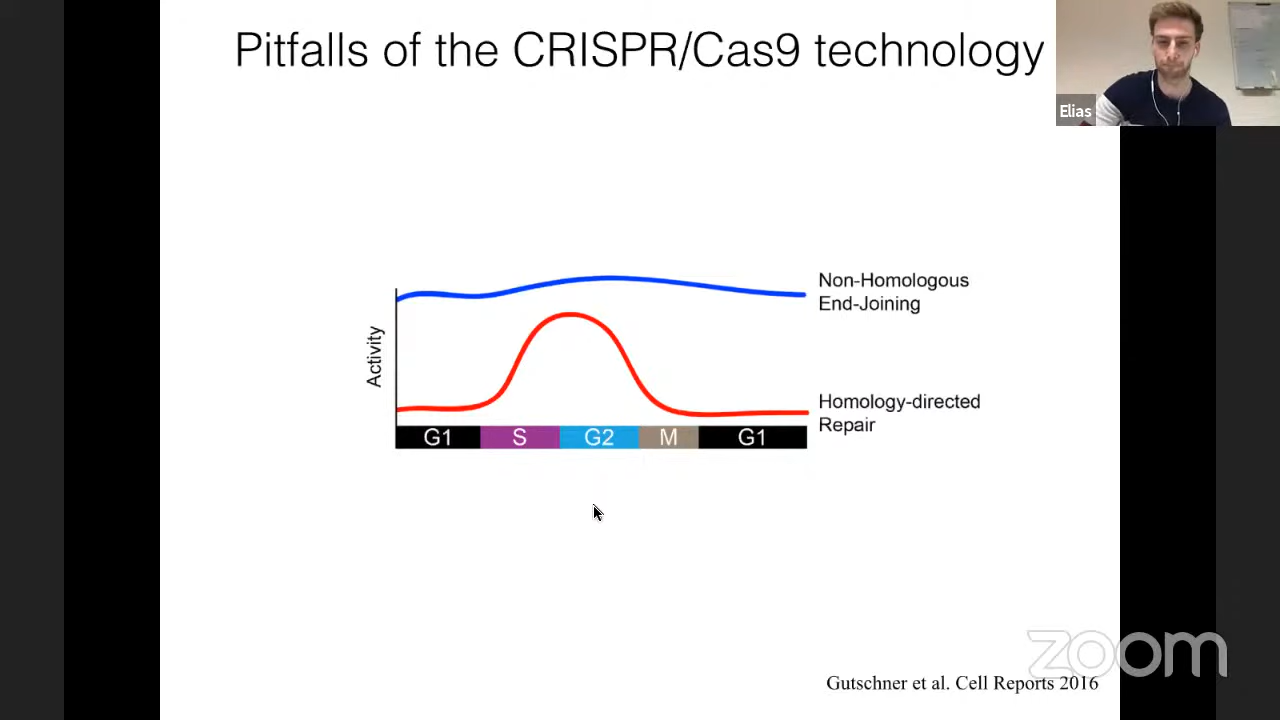 Pitfalls of the CRISPR/Cas9 technology
Elias
Non-Homologous
End-Joining
Activity
Homology-directed
Repair
G1 S G2 M G1
zoom
Gutschner et al. Cell Reports 2016